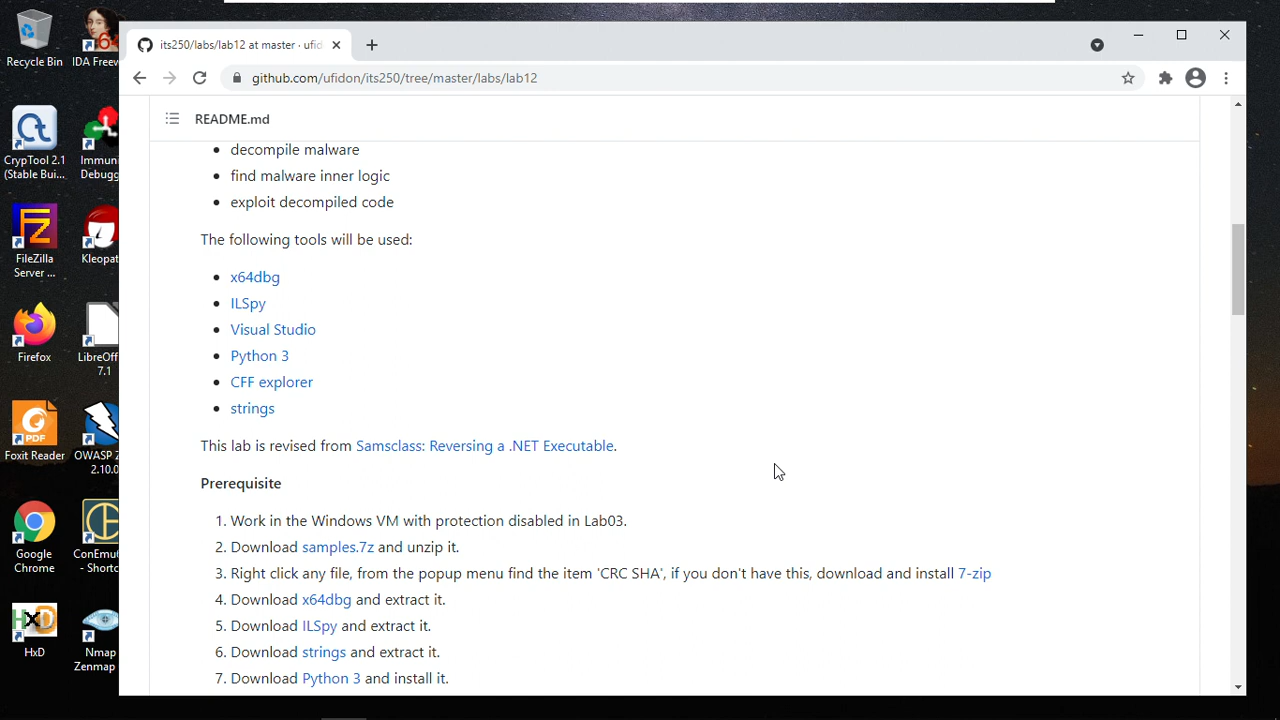 Recycle Bin
IDA Freew
CrypTool 2.1
(Stable Bui...
Immuni
Debugg
FileZilla
Server ...
Kleopat
Firefox
LibreOff
7.1
Foxit Reader
OWASP Z
2.10.0
Google
Chrome
ConEmu
- Shortc
HxD
Nmap
Zenmap
its250/labs/lab12 at master · ufid
github.com/ufidon/its250/tree/master/labs/lab12
README.md
decompile malware
find malware inner logic
exploit decompiled code
The following tools will be used:
x64dbg
ILSpy
Visual Studio
Python 3
CFF explorer
strings
This lab is revised from Samsclass: Reversing a .NET Executable.
Prerequisite
1. Work in the Windows VM with protection disabled in Lab03.
2. Download samples.7z and unzip it.
3. Right click any file, from the popup menu find the item 'CRC SHA', if you don't have this, download and install 7-zip
4. Download x64dbg and extract it.
5. Download ILSpy and extract it.
6. Download strings and extract it.
7. Download Python 3 and install it.